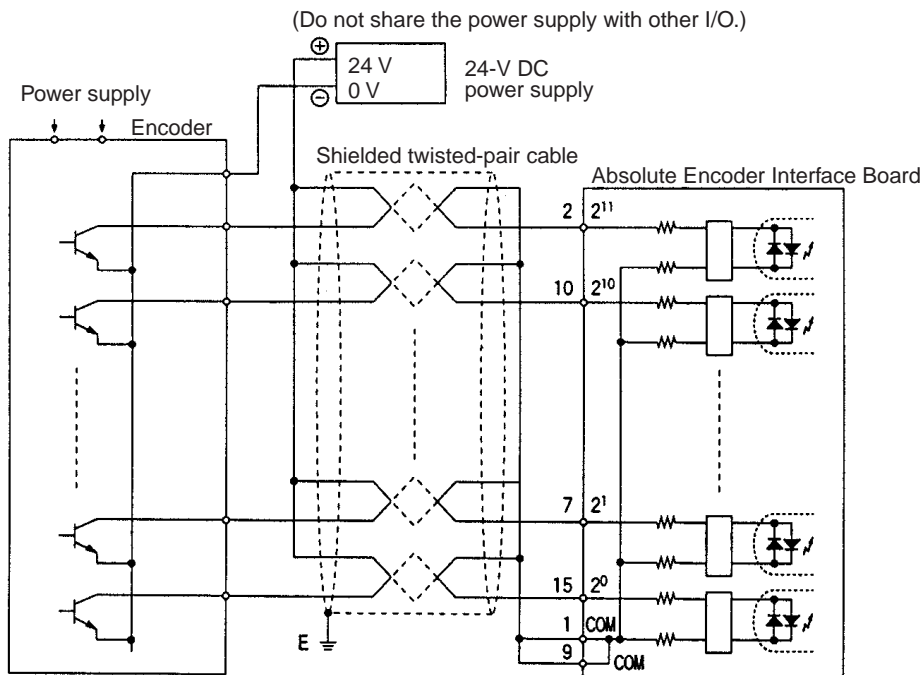 (Do not share the power supply with other I/O.)
+
24 V
0 V
−
24-V DC
power supply
Power supply
Encoder
Shielded twisted-pair cable
Absolute Encoder Interface Board
2 2¹¹
10 2¹⁰
7 2¹
15 2⁰
1 COM
9 COM
E